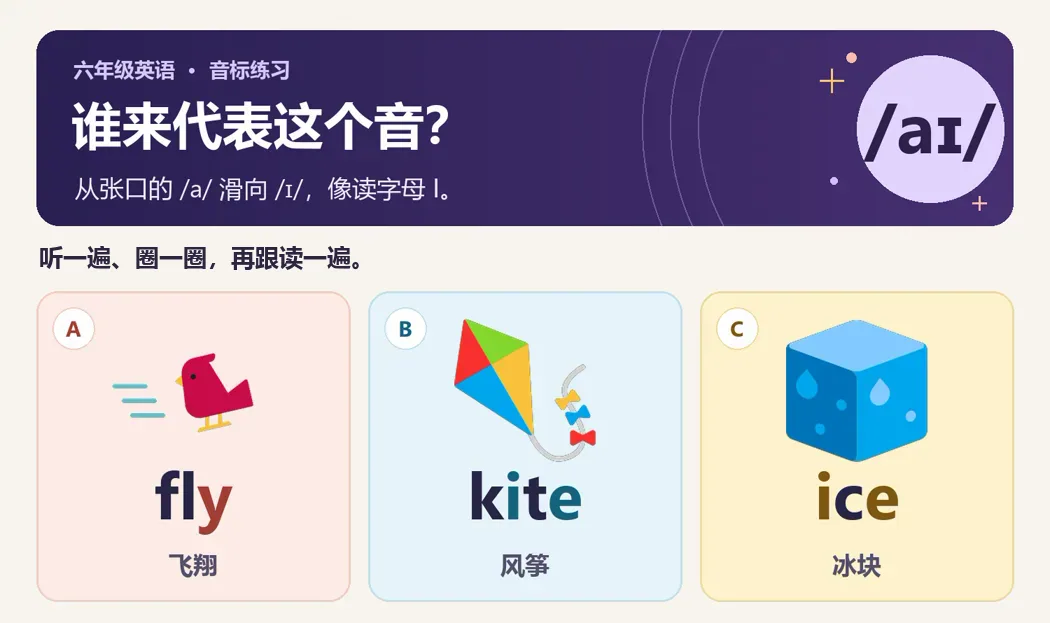 六年级英语 · 音标练习
谁来代表这个音？
/aɪ/
从张口的 /a/ 滑向 /ɪ/，像读字母 I。
听一遍、圈一圈，再跟读一遍。
A
fly
飞翔
B
kite
风筝
C
ice
冰块